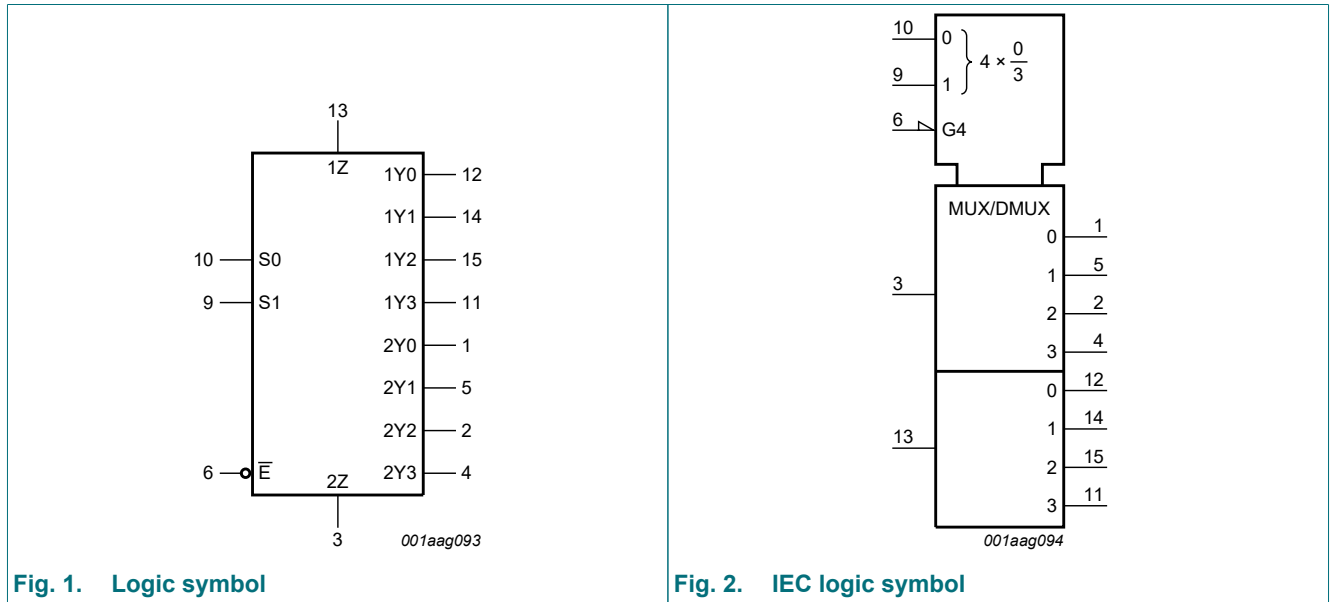 13
1Z
1Y0 12
1Y1 14
10 S0 1Y2 15
9 S1 1Y3 11
2Y0 1
2Y1 5
2Y2 2
6 E̅ 2Y3 4
2Z
3
001aag093
Fig. 1. Logic symbol
10 0
4 × 0/3
9 1
6 G4
MUX/DMUX
0 1
1 5
3
2 2
3 4
0 12
1 14
13
2 15
3 11
001aag094
Fig. 2. IEC logic symbol